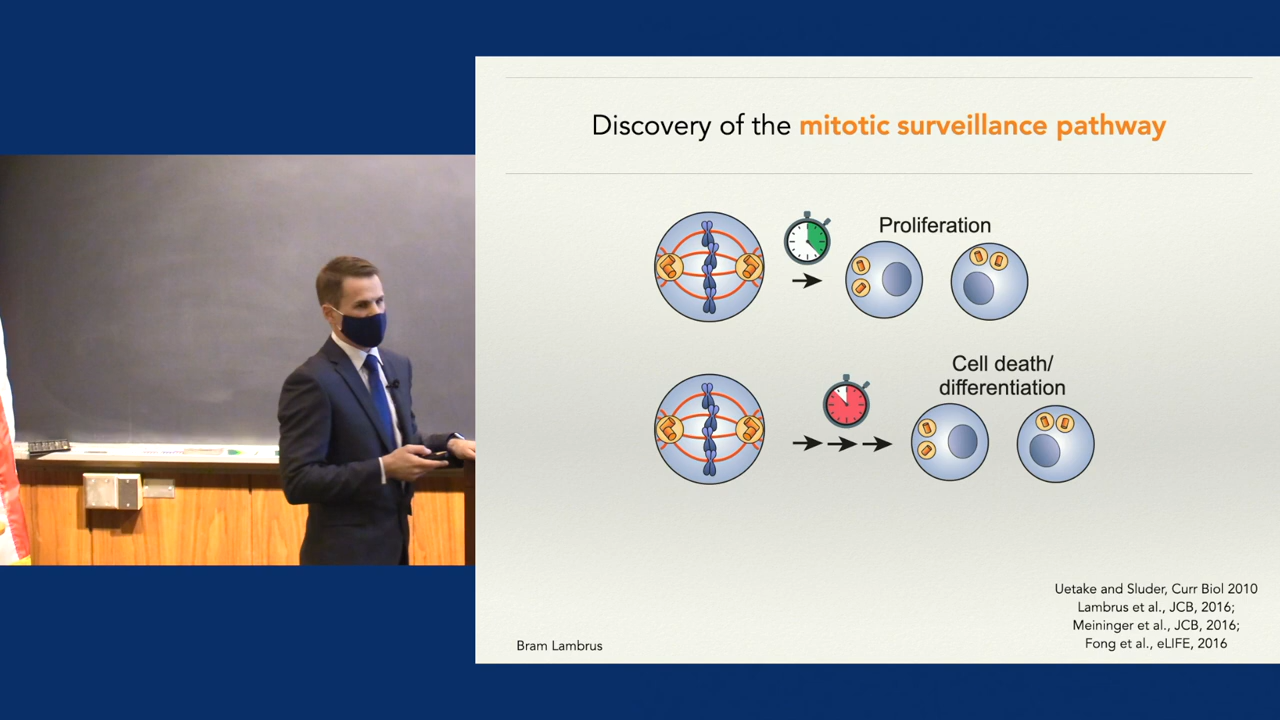 Discovery of the mitotic surveillance pathway
Proliferation
Cell death/
differentiation
Uetake and Sluder, Curr Biol 2010
Lambrus et al., JCB, 2016;
Meininger et al., JCB, 2016;
Fong et al., eLIFE, 2016
Bram Lambrus